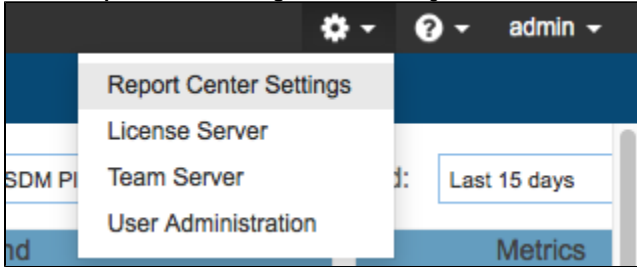 admin
Report Center Settings
License Server
SDM Pl
Team Server
d:
Last 15 days
User Administration
nd
Metrics